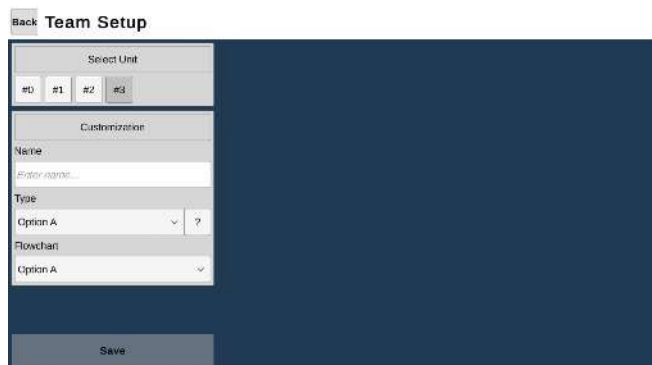 Back Team Setup
Select Unit
#0 #1 #2 #3
Customization
Name
Enter name...
Type
Option A ?
Flowchart
Option A
Save